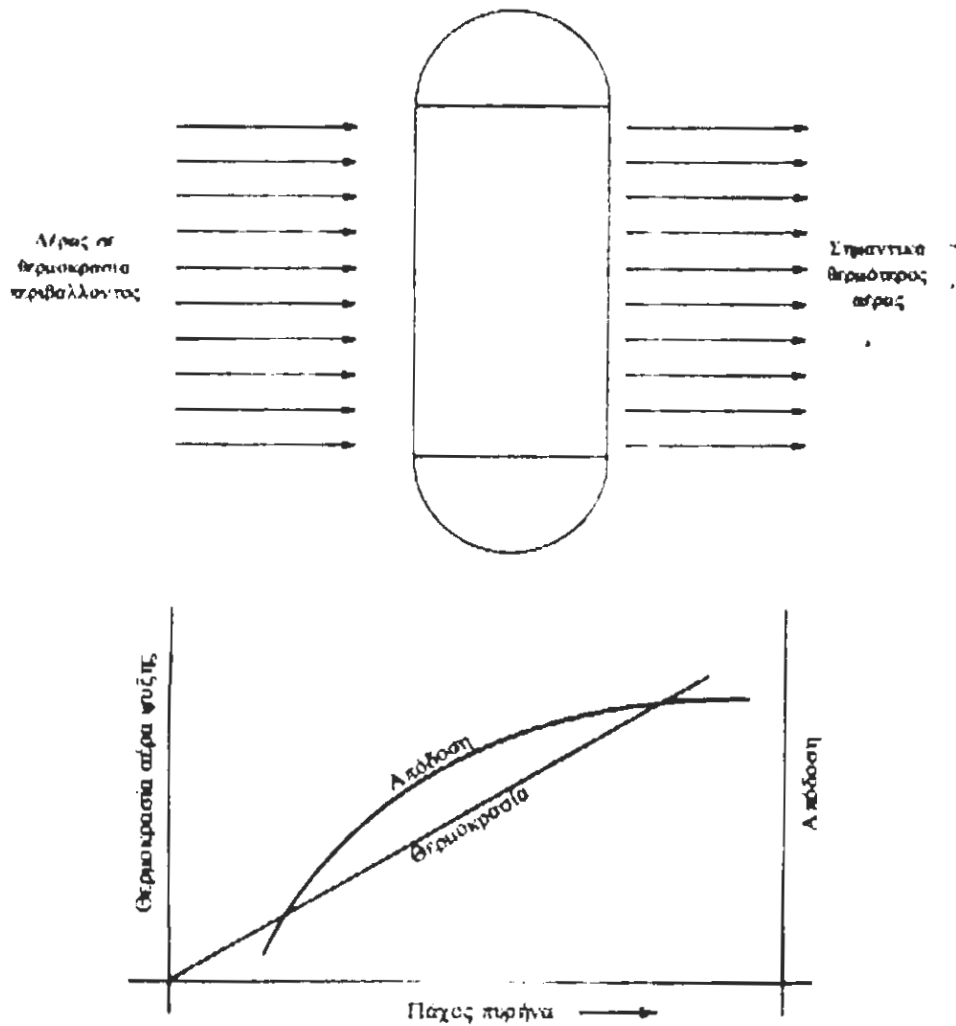 Αέρας σε
θερμοκρασία
περιβάλλοντος
Σημαντικά
θερμότερος
αέρας
Θερμοκρασία αέρα ψύξης
Απόδοση
Θερμοκρασία
Απόδοση
Πάχος πυρήνα